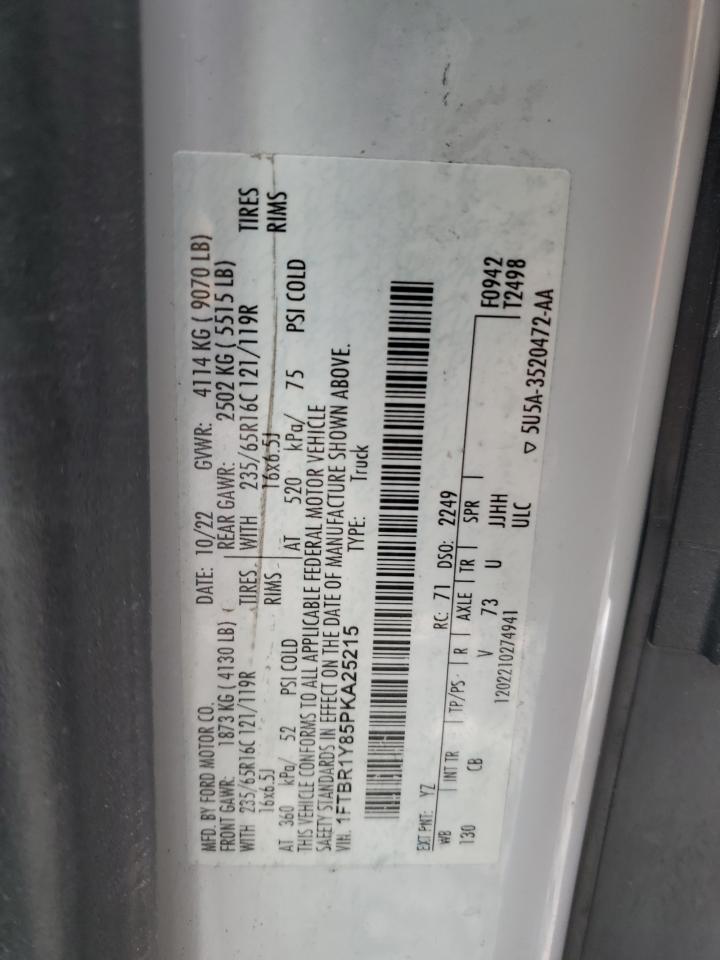 MFD. BY FORD MOTOR CO. DATE: 10/22 GVWR: 4114 KG ( 9070 LB)
FRONT GAWR: 1873 KG ( 4130 LB) REAR GAWR: 2502 KG ( 5515 LB)
WITH 235/65R16C 121/119R TIRES WITH 235/65R16C 121/119R TIRES
16x6.5J RIMS 16x6.5J RIMS
AT 360 kPa/ 52 PSI COLD AT 520 kPa/ 75 PSI COLD
THIS VEHICLE CONFORMS TO ALL APPLICABLE FEDERAL MOTOR VEHICLE
SAFETY STANDARDS IN EFFECT ON THE DATE OF MANUFACTURE SHOWN ABOVE.
VIN: 1FTBR1Y85PKA25215 TYPE: Truck
EXT PNT: YZ RC: 71 DSO: 2249
WB INT TR TP/PS R AXLE TR SPR F0942
130 CB V 73 U JJHH T2498
1202210274941 ULC
▽ 5U5A-3520472-AA